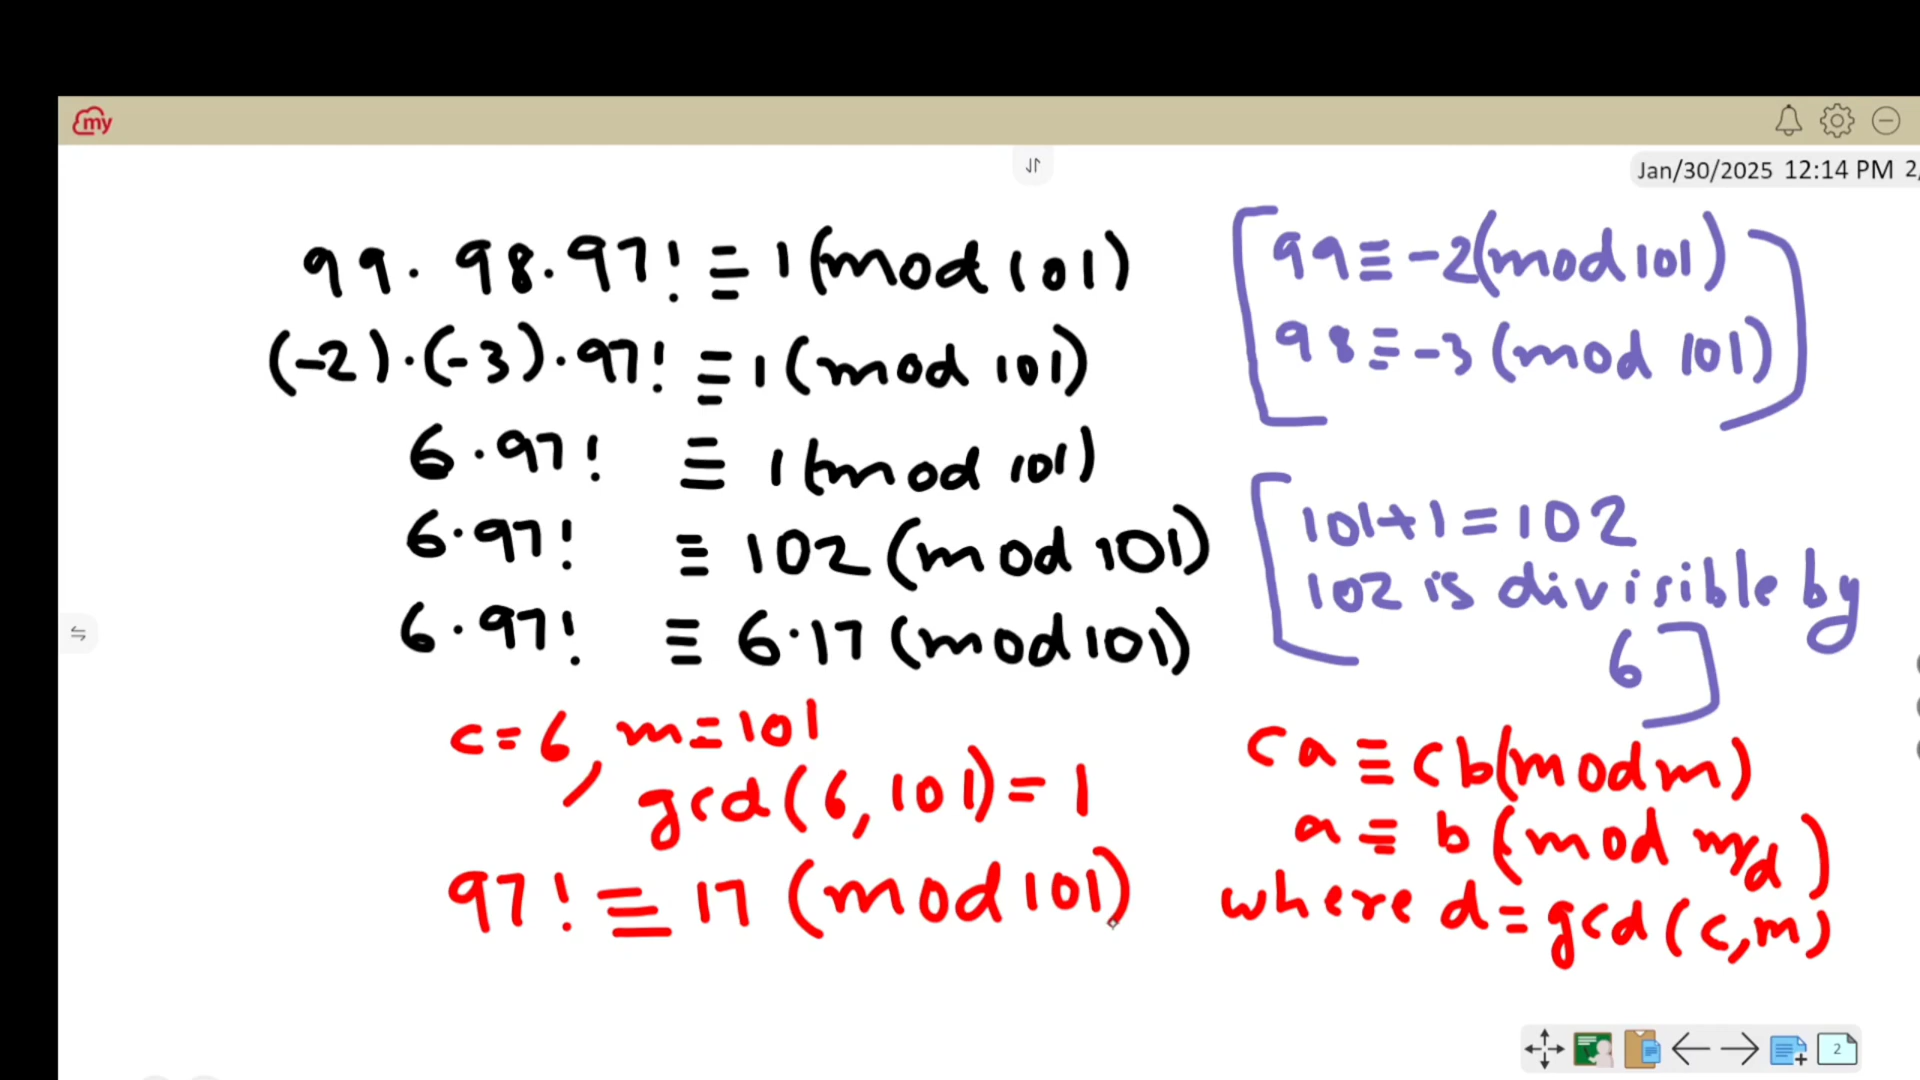 my
Jan/30/2025 12:14 PM 2/
99 · 98 · 97! ≡ 1 (mod 101)
(-2) · (-3) · 97! ≡ 1 (mod 101)
6 · 97! ≡ 1 (mod 101)
6 · 97! ≡ 102 (mod 101)
6 · 97! ≡ 6 · 17 (mod 101)
c = 6, m = 101
gcd (6, 101) = 1
97! ≡ 17 (mod 101)
[99 ≡ -2 (mod 101)
98 ≡ -3 (mod 101)]
[101 + 1 = 102
102 is divisible by
6]
ca ≡ cb (mod m)
a ≡ b (mod m/d)
where d = gcd (c, m)
2